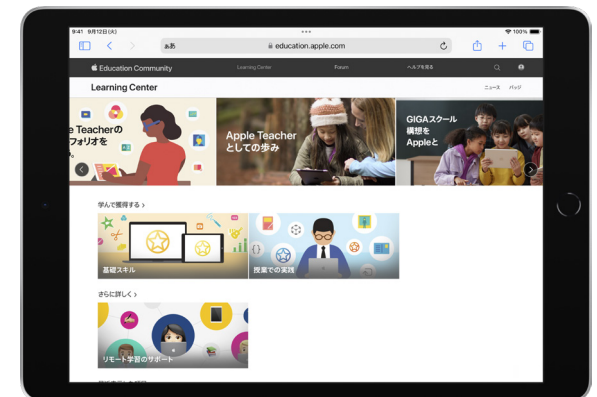 9:41 9月12日(火)
100%
ぁあ
education.apple.com
Education Community
Learning Center
Forum
ヘルプを見る
Learning Center
ニュース バッジ
e Teacherの
フォリオを
Apple Teacher
としての歩み
GIGAスクール
構想を
Appleと
学んで獲得する >
基礎スキル
授業での実践
さらに詳しく >
リモート学習のサポート